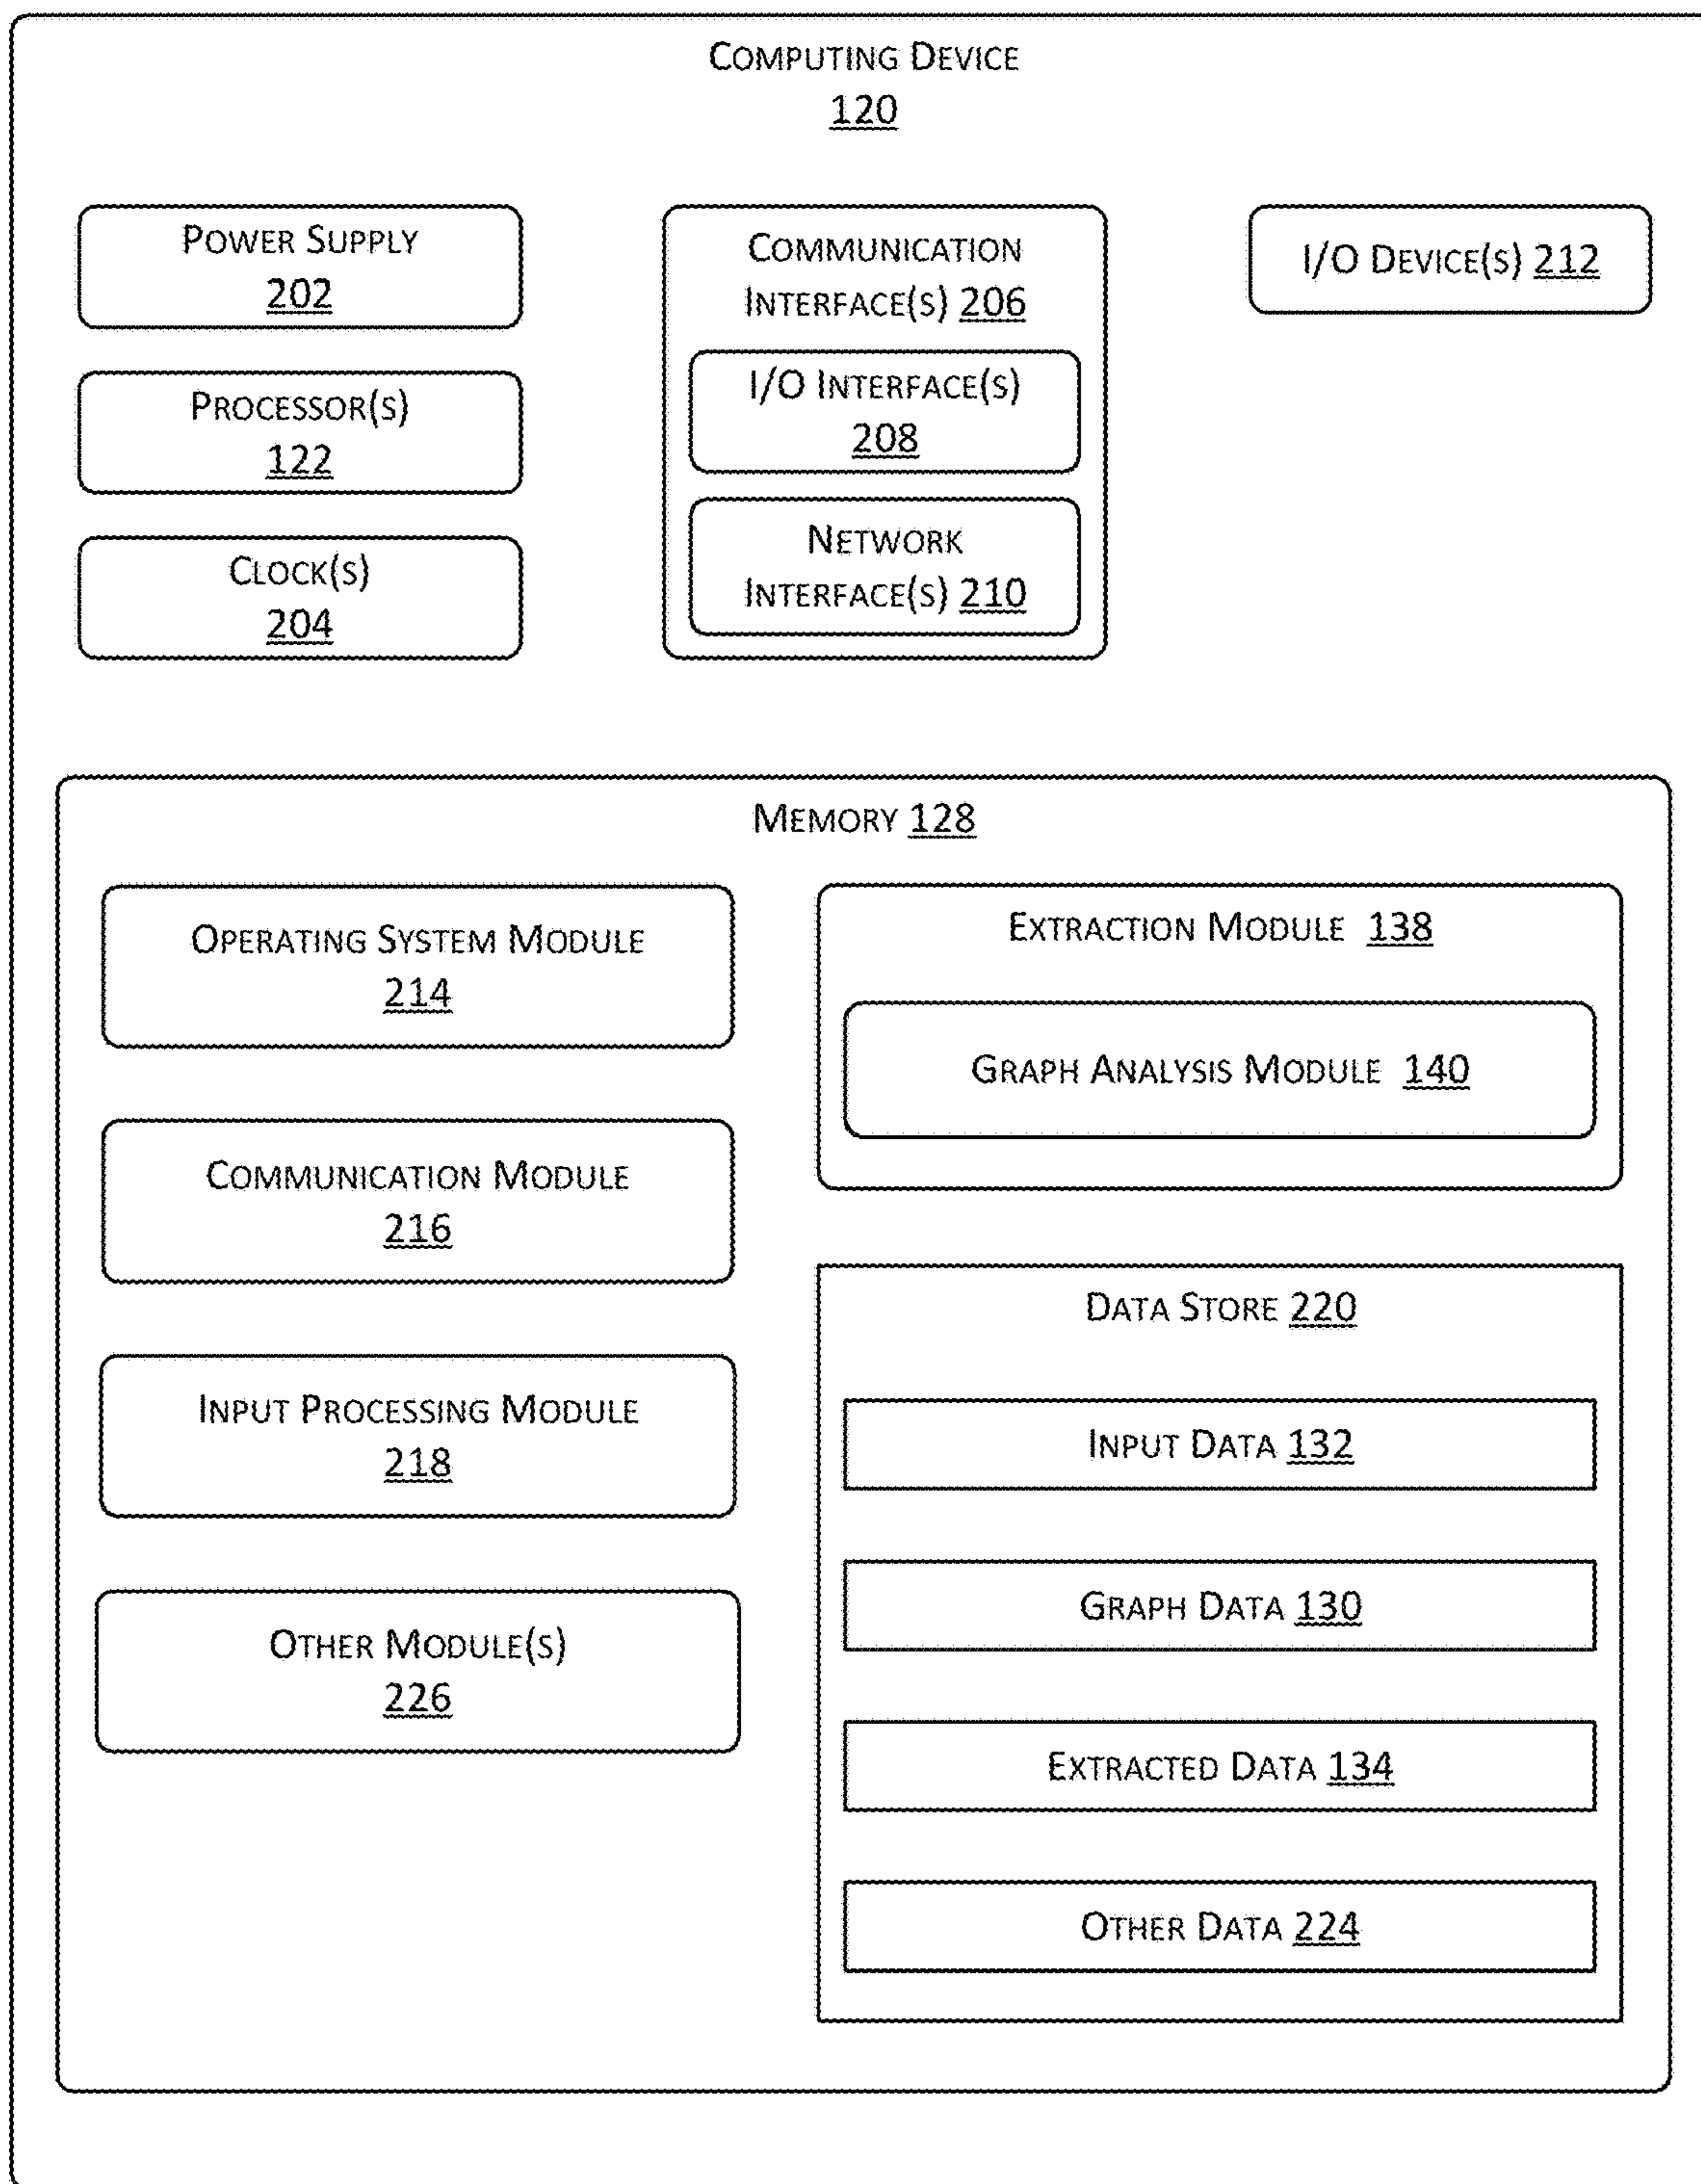 COMPUTING DEVICE
120
POWER SUPPLY
202
PROCESSOR(S)
122
CLOCK(S)
204
COMMUNICATION
INTERFACE(S) 206
I/O INTERFACE(S)
208
NETWORK
INTERFACE(S) 210
I/O DEVICE(S) 212
MEMORY 128
OPERATING SYSTEM MODULE
214
COMMUNICATION MODULE
216
INPUT PROCESSING MODULE
218
OTHER MODULE(S)
226
EXTRACTION MODULE 138
GRAPH ANALYSIS MODULE 140
DATA STORE 220
INPUT DATA 132
GRAPH DATA 130
EXTRACTED DATA 134
OTHER DATA 224